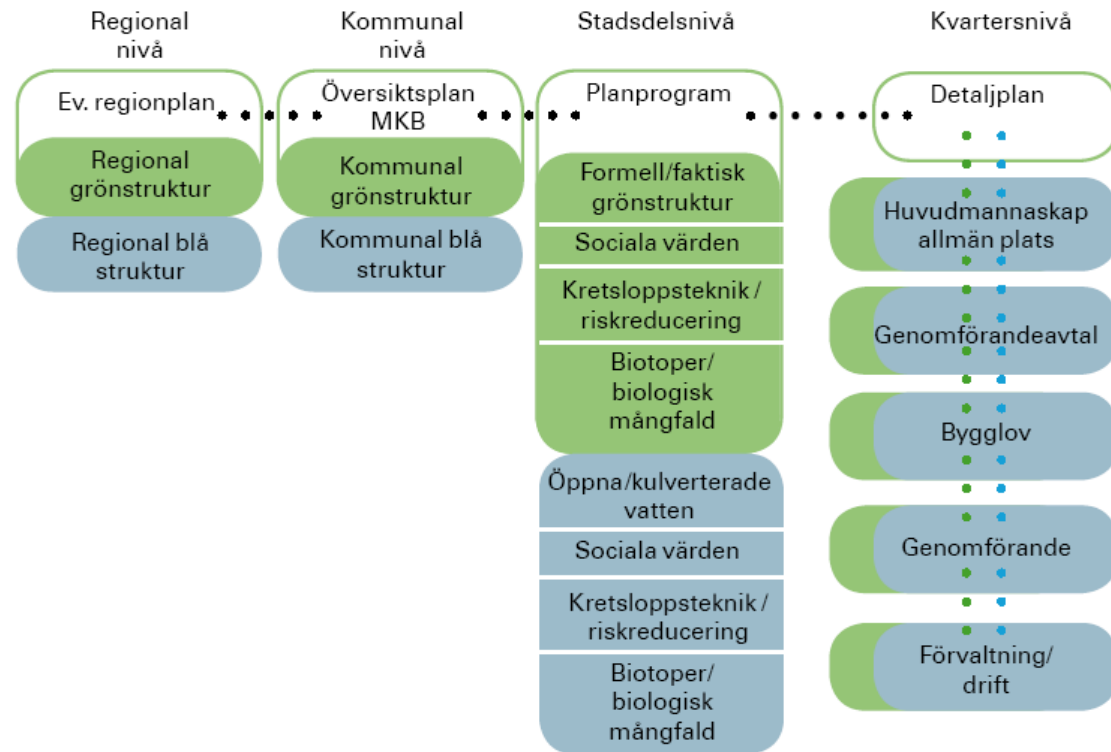 Regional
nivå
Ev. regionplan
Regional
grönstruktur
Regional blå
struktur
Kommunal
nivå
Översiktsplan
MKB
Kommunal
grönstruktur
Kommunal blå
struktur
Stadsdelsnivå
Planprogram
Formell/faktisk
grönstruktur
Sociala värden
Kretsloppsteknik/
riskreducering
Biotoper/
biologisk
mångfald
Öppna/kulverterade
vatten
Sociala värden
Kretsloppsteknik/
riskreducering
Biotoper/
biologisk
mångfald
Kvartersnivå
Detaljplan
Huvudmannaskap
allmän plats
Genomförandeavtal
Bygglov
Genomförande
Förvaltning/
drift